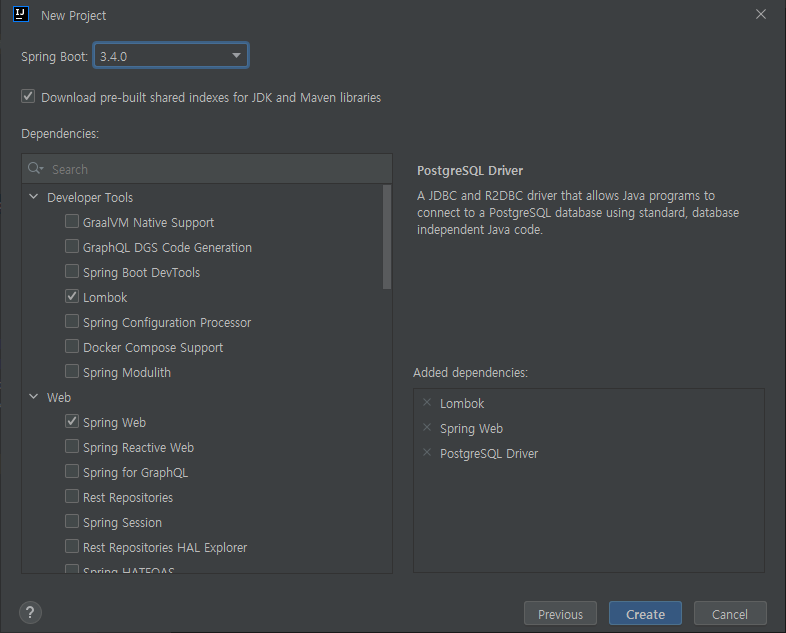 IJ
New Project
Spring Boot: 3.4.0
Download pre-built shared indexes for JDK and Maven libraries
Dependencies:
Search
Developer Tools
GraalVM Native Support
GraphQL DGS Code Generation
Spring Boot DevTools
Lombok
Spring Configuration Processor
Docker Compose Support
Spring Modulith
Web
Spring Web
Spring Reactive Web
Spring for GraphQL
Rest Repositories
Spring Session
Rest Repositories HAL Explorer
Spring HATEOAS
PostgreSQL Driver
A JDBC and R2DBC driver that allows Java programs to
connect to a PostgreSQL database using standard, database
independent Java code.
Added dependencies:
Lombok
Spring Web
PostgreSQL Driver
?
Previous
Create
Cancel